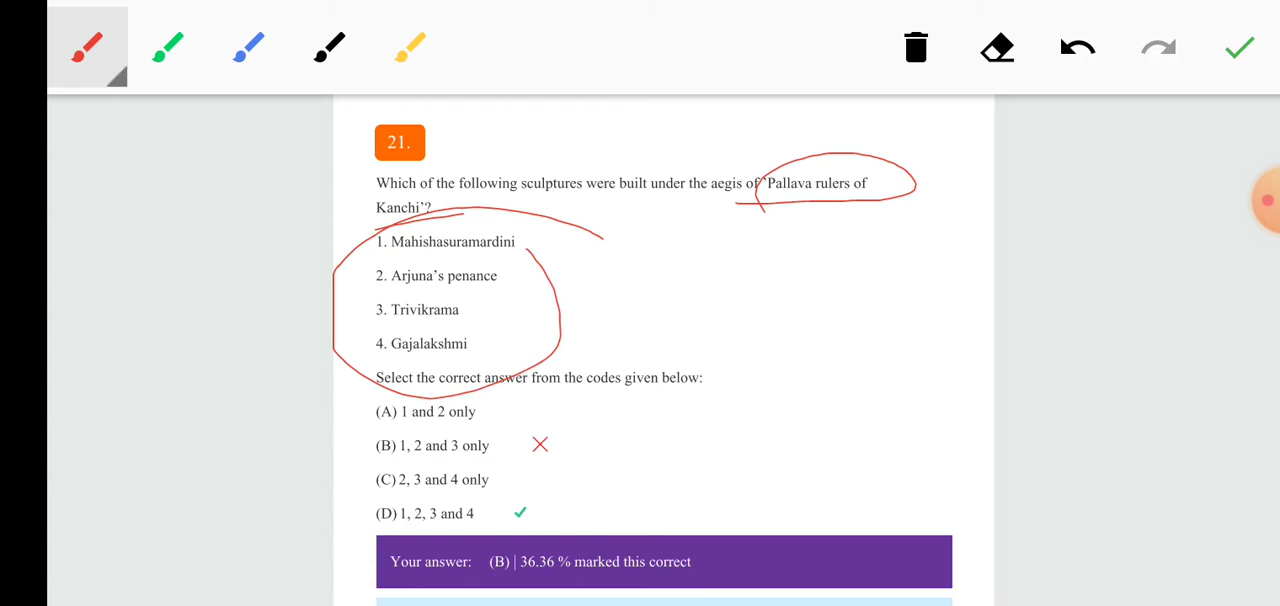 21.
Which of the following sculptures were built under the aegis of ‘Pallava rulers of
Kanchi’?
1. Mahishasuramardini
2. Arjuna’s penance
3. Trivikrama
4. Gajalakshmi
Select the correct answer from the codes given below:
(A) 1 and 2 only
(B) 1, 2 and 3 only
(C) 2, 3 and 4 only
(D) 1, 2, 3 and 4
Your answer: (B) | 36.36 % marked this correct